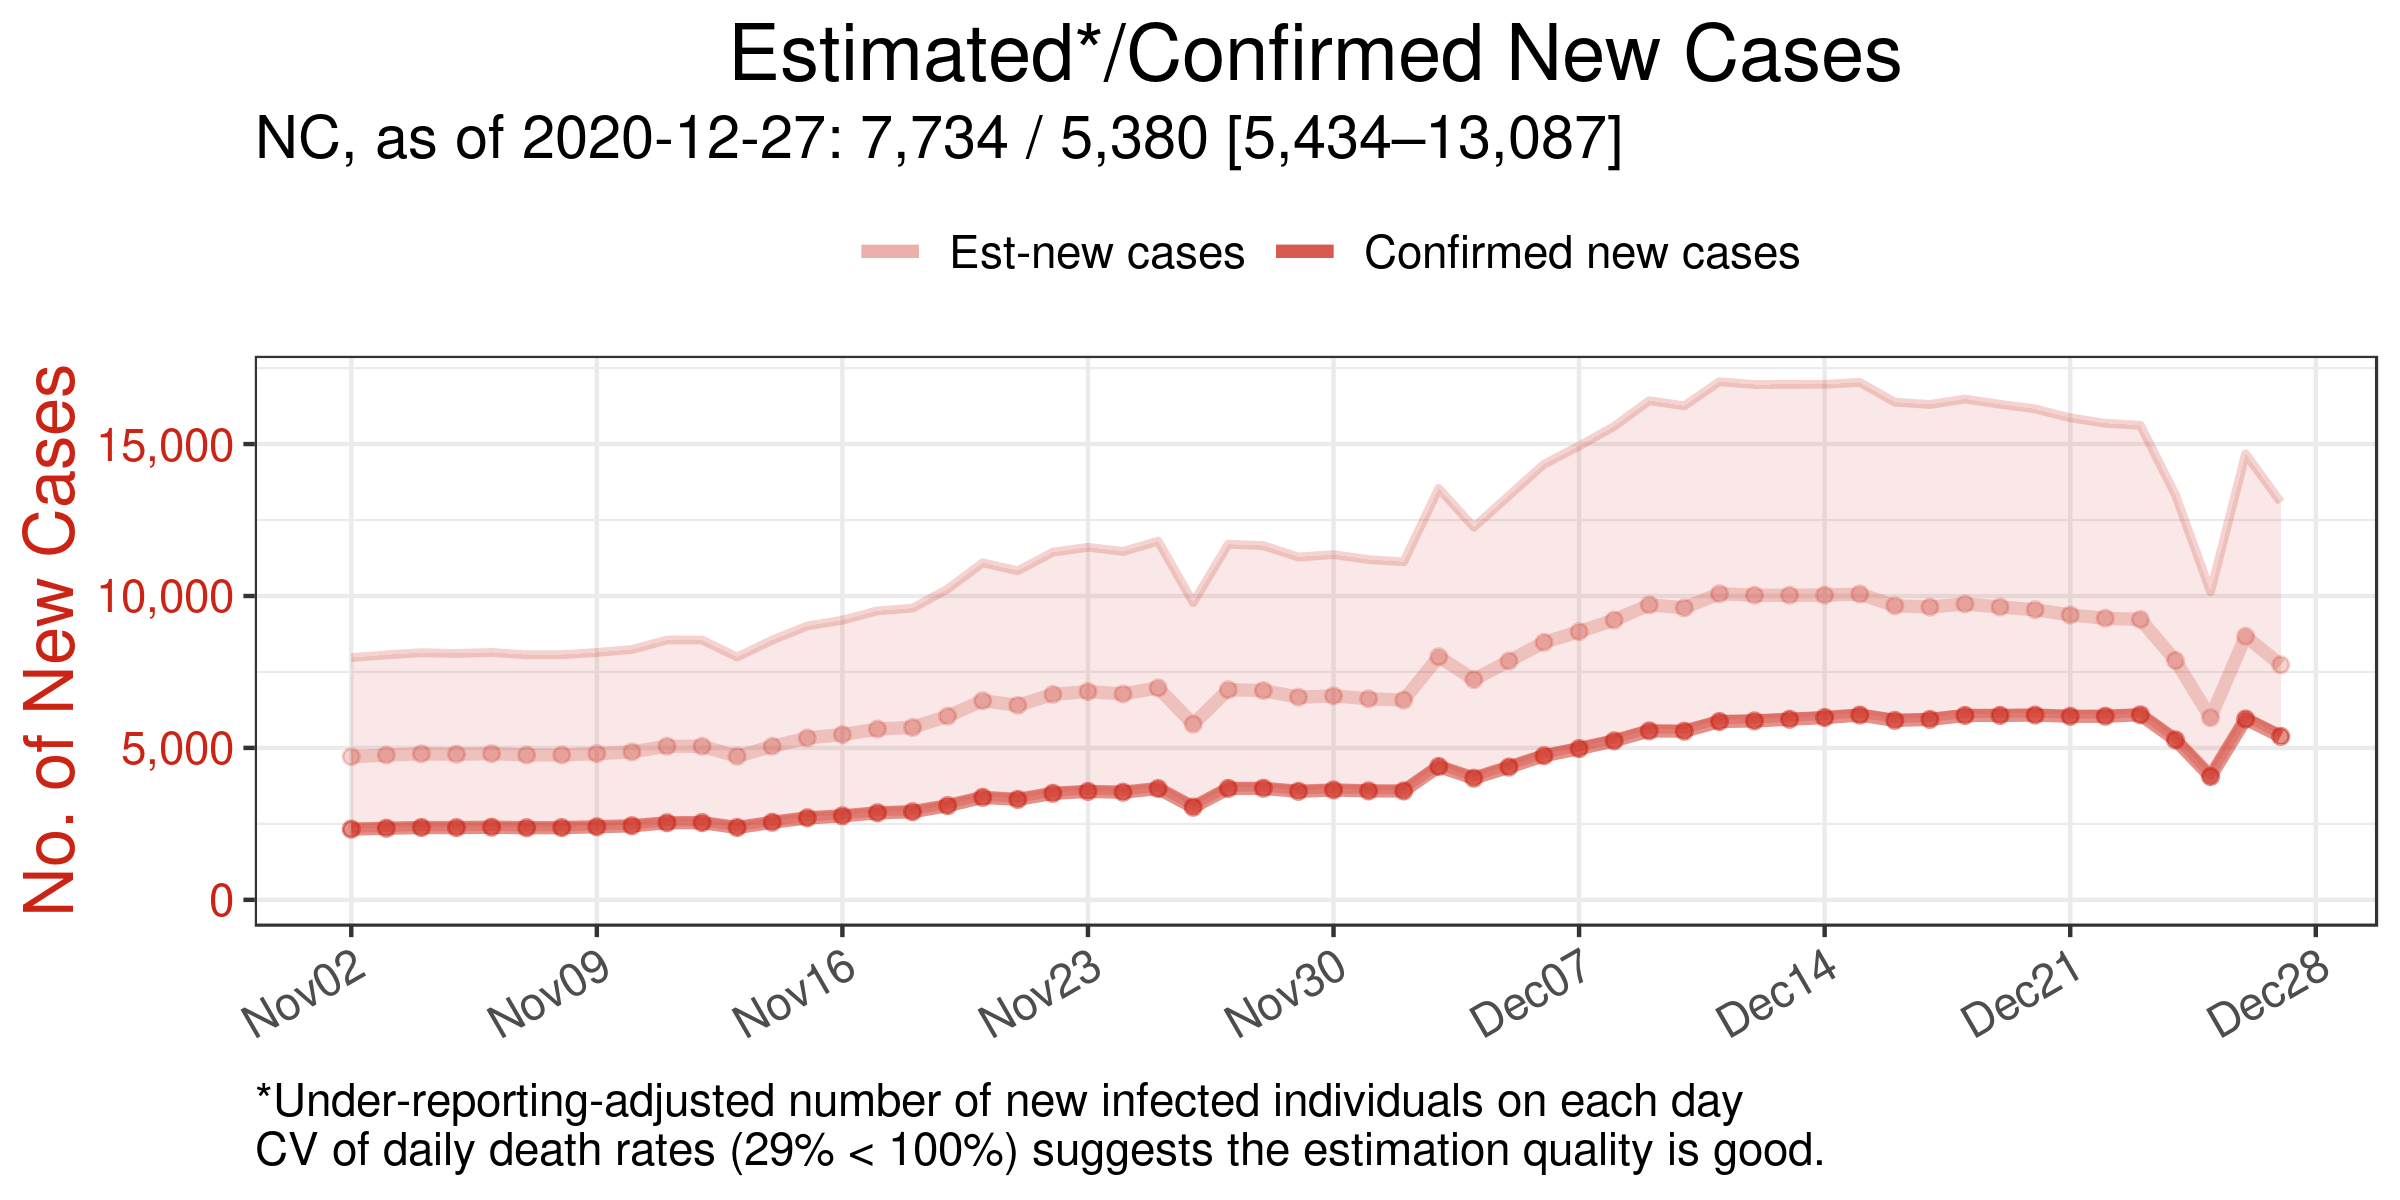 Estimated*/Confirmed New Cases
NC, as of 2020-12-27: 7,734 / 5,380 [5,434–13,087]
Est-new cases
Confirmed new cases
No. of New Cases
15,000
10,000
5,000
0
Nov02
Nov09
Nov16
Nov23
Nov30
Dec07
Dec14
Dec21
Dec28
*Under-reporting-adjusted number of new infected individuals on each day
CV of daily death rates (29% < 100%) suggests the estimation quality is good.